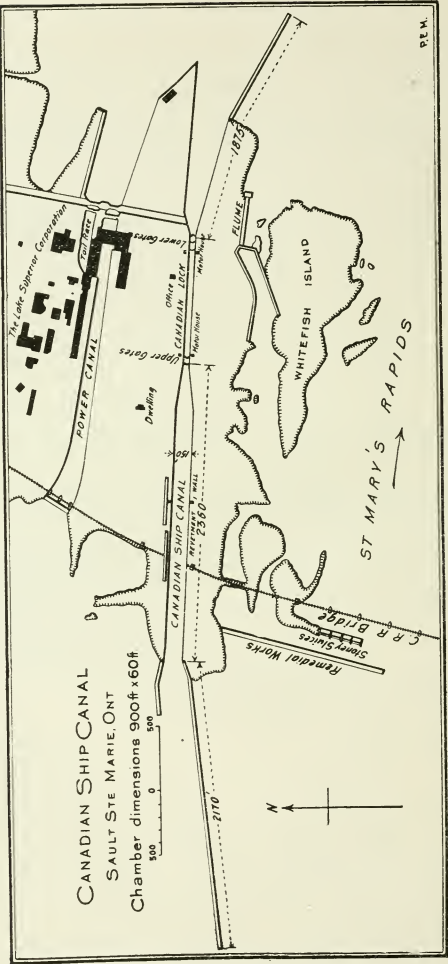 CANADIAN SHIP CANAL
SAULT STE MARIE, ONT
Chamber dimensions 900ft x 60ft
500 0 500
2170'
N
The Lake Superior Corporation
Tail Race
POWER CANAL
Dwelling
Office
Upper Gates
Lower Gates
Motor House
Motor House
CANADIAN LOCK
150'
CANADIAN SHIP CANAL
REVETMENT WALL
2360
1875'
FLUME
WHITEFISH ISLAND
ST MARY'S RAPIDS
C P R Bridge
Stoney Sluices
Remedial Works
P.E.M.